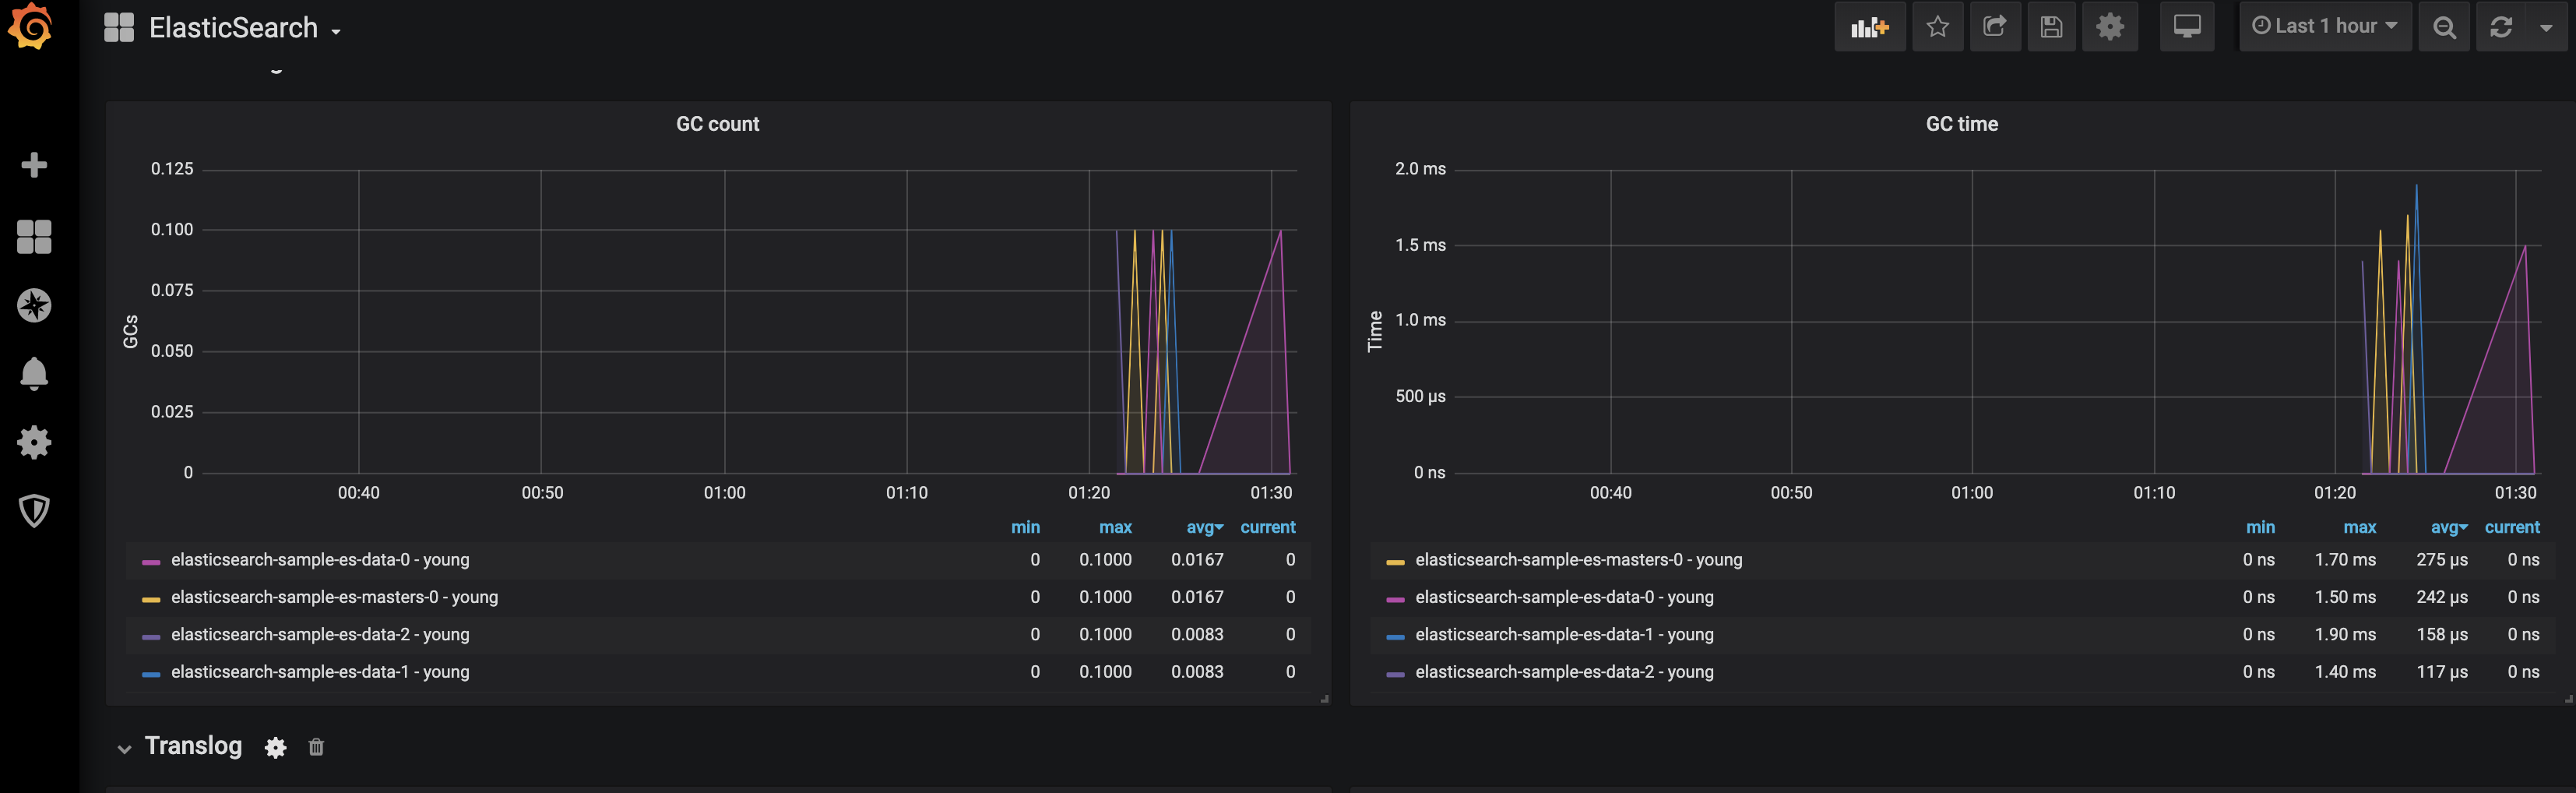 ElasticSearch
Last 1 hour
GC count
0.125
0.100
0.075
0.050
0.025
0
GCs
00:40 00:50 01:00 01:10 01:20 01:30
min max avg current
elasticsearch-sample-es-data-0 - young 0 0.1000 0.0167 0
elasticsearch-sample-es-masters-0 - young 0 0.1000 0.0167 0
elasticsearch-sample-es-data-2 - young 0 0.1000 0.0083 0
elasticsearch-sample-es-data-1 - young 0 0.1000 0.0083 0
GC time
2.0 ms
1.5 ms
1.0 ms
500 µs
0 ns
Time
00:40 00:50 01:00 01:10 01:20 01:30
min max avg current
elasticsearch-sample-es-masters-0 - young 0 ns 1.70 ms 275 µs 0 ns
elasticsearch-sample-es-data-0 - young 0 ns 1.50 ms 242 µs 0 ns
elasticsearch-sample-es-data-1 - young 0 ns 1.90 ms 158 µs 0 ns
elasticsearch-sample-es-data-2 - young 0 ns 1.40 ms 117 µs 0 ns
Translog